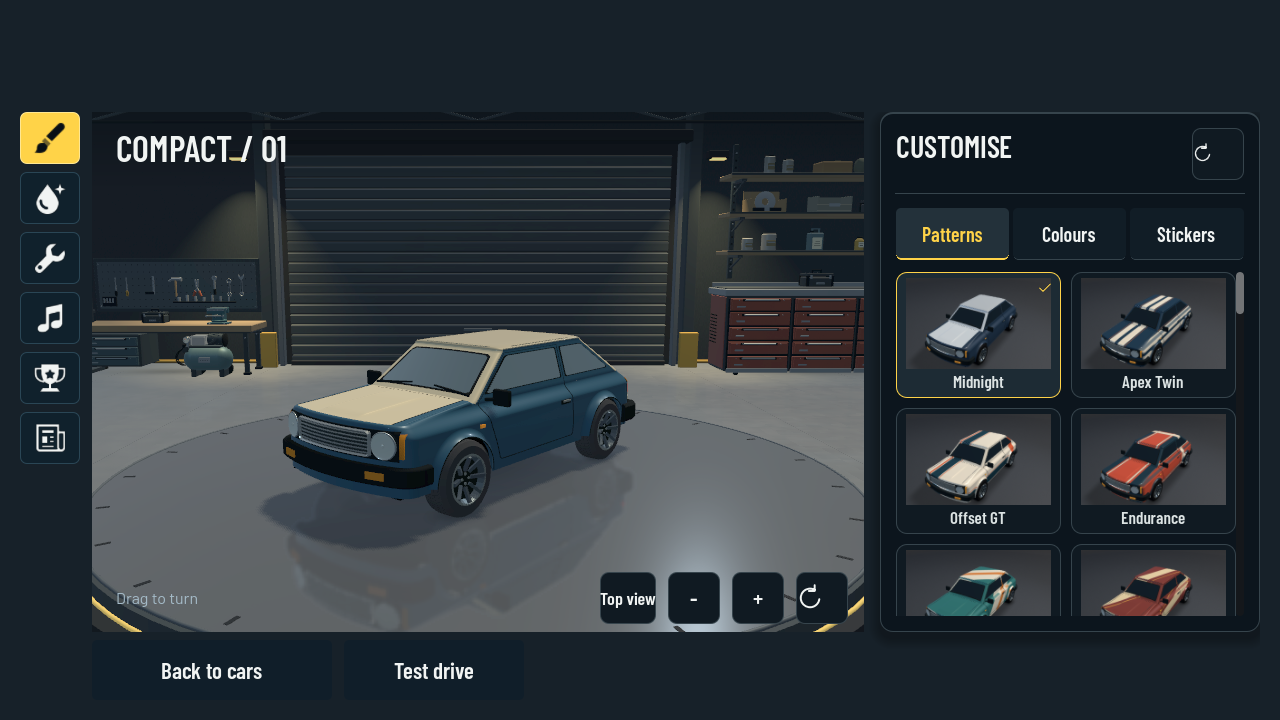 COMPACT / 01
CUSTOMISE
Patterns
Colours
Stickers
Midnight
Apex Twin
Offset GT
Endurance
Drag to turn
Top view
-
+
Back to cars
Test drive